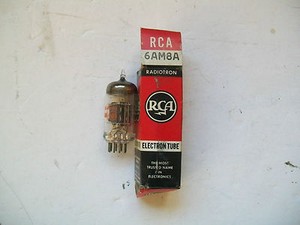 RCA
6AM8A
RADIOTRON
RCA
ELECTRON TUBE
THE MOST
TRUSTED NAME
IN
ELECTRONICS